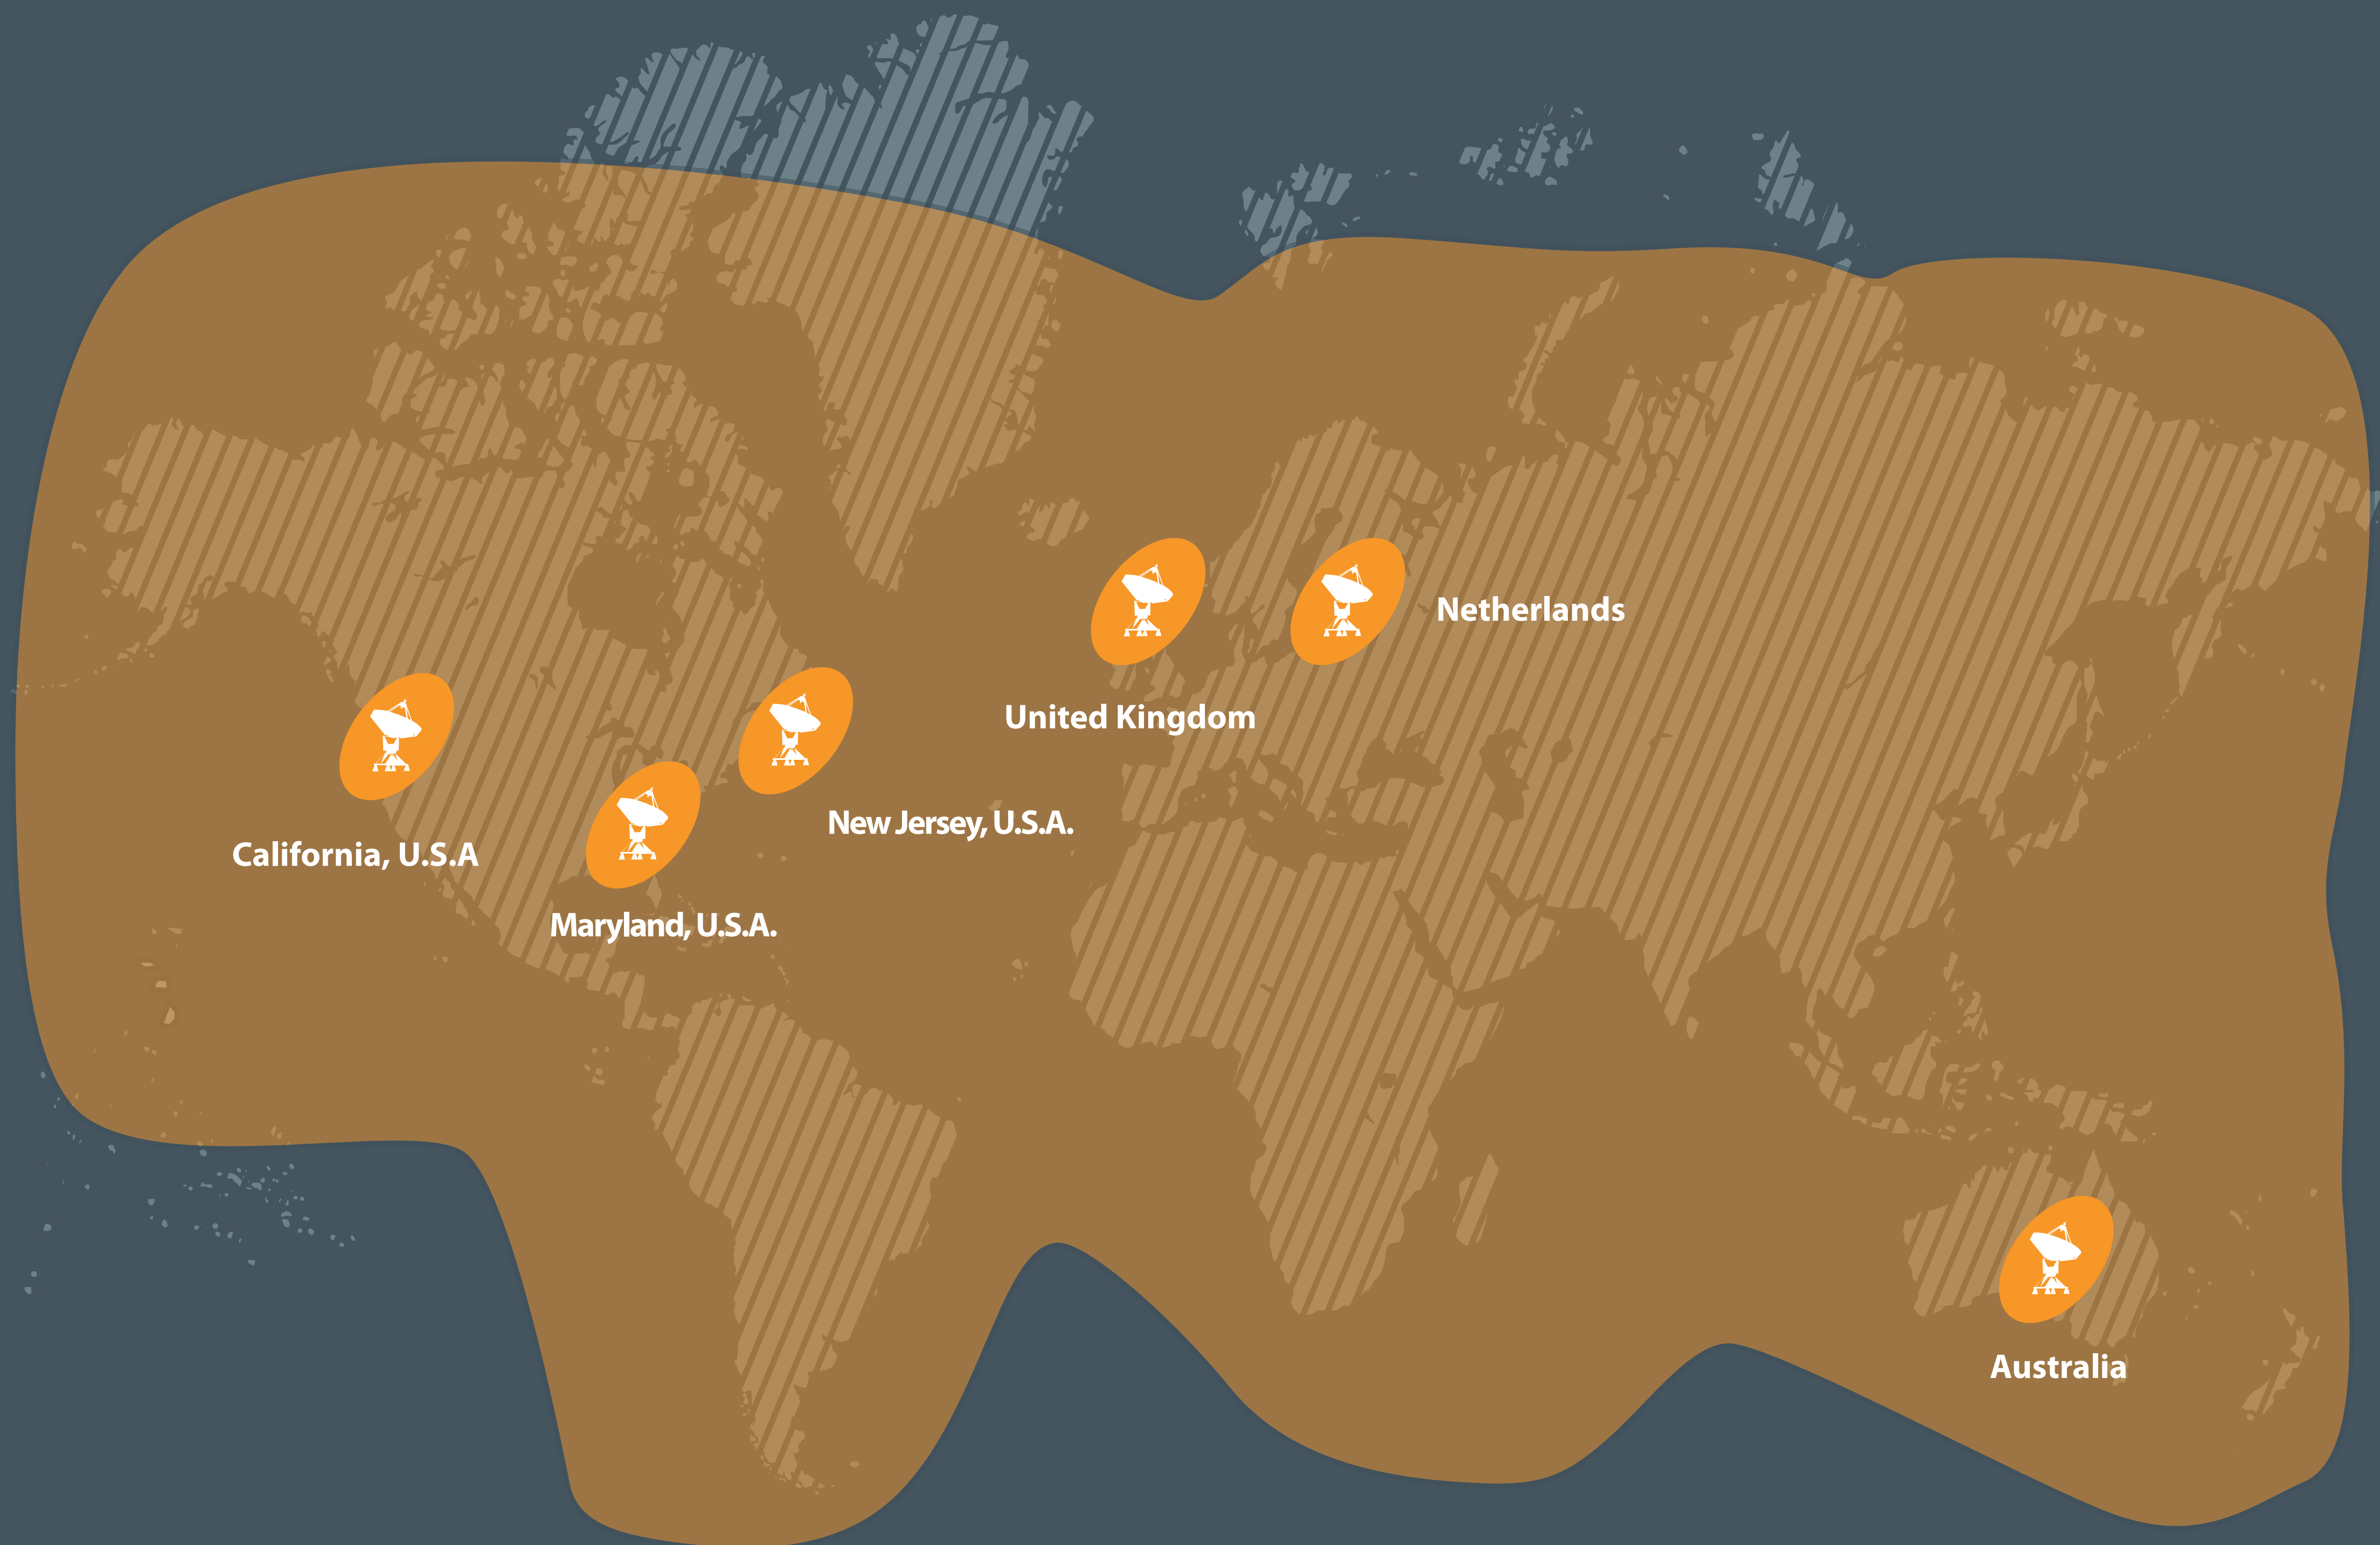 Netherlands
United Kingdom
New Jersey, U.S.A.
California, U.S.A
Maryland, U.S.A.
Australia